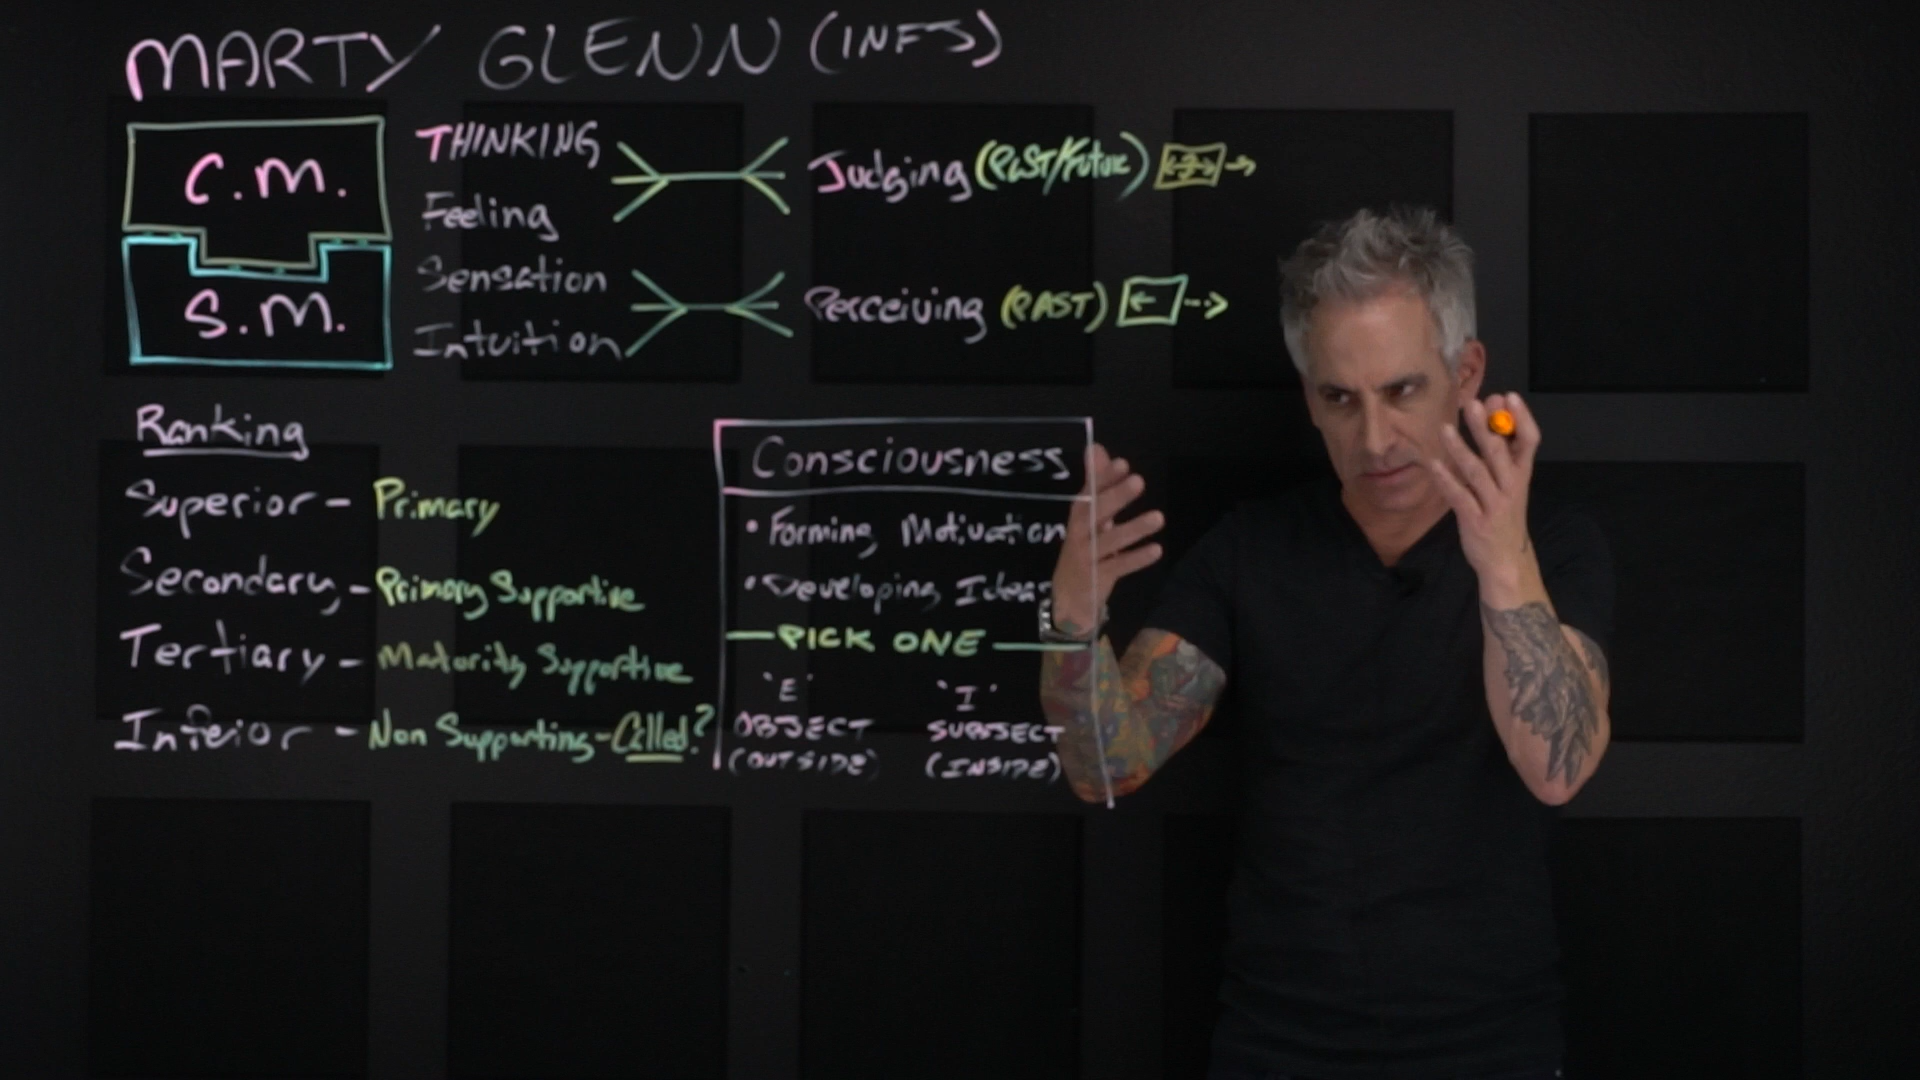 MARTY GLENN (INFJ)
C.M.
S.M.
THINKING
Feeling
Sensation
Intuition
Judging (PAST/Future)
Perceiving (PAST)
Ranking
Superior - Primary
Secondary - Primary Supportive
Tertiary - Maturity Supportive
Inferior - Non Supporting - Called?
Consciousness
• Forming Motivation
• Developing Ideas
PICK ONE
'E' 'I'
OBJECT SUBJECT
(OUTSIDE) (INSIDE)